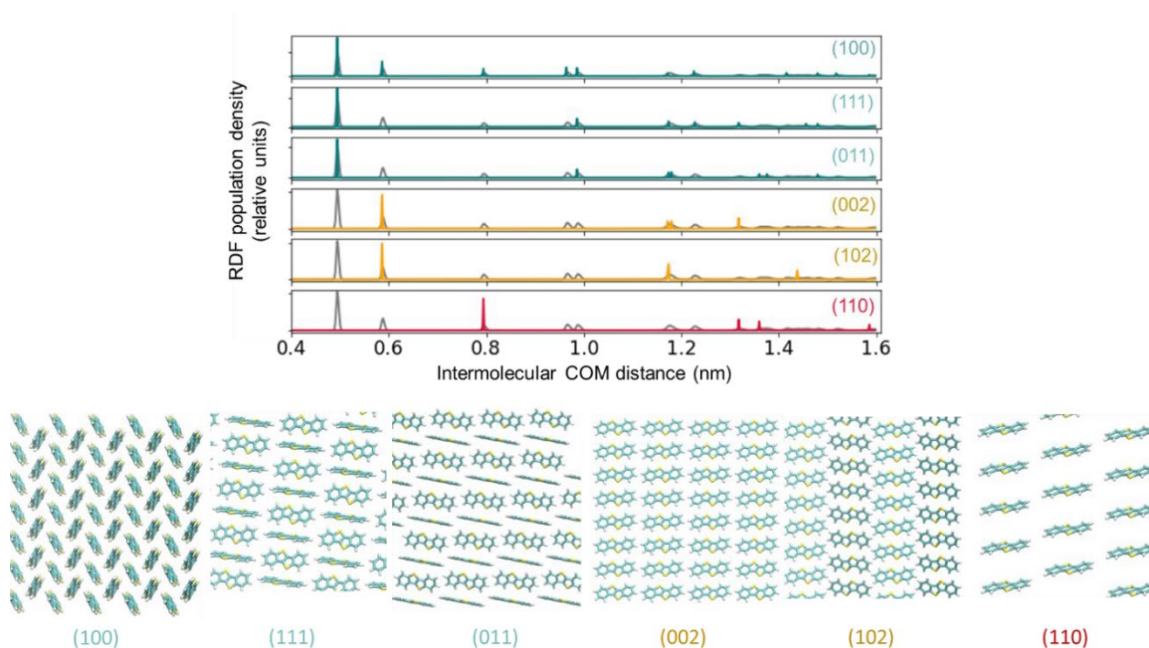 (100)
(111)
(011)
(002)
(102)
(110)
RDF population density
(relative units)
0.4 0.6 0.8 1.0 1.2 1.4 1.6
Intermolecular COM distance (nm)
(100) (111) (011) (002) (102) (110)